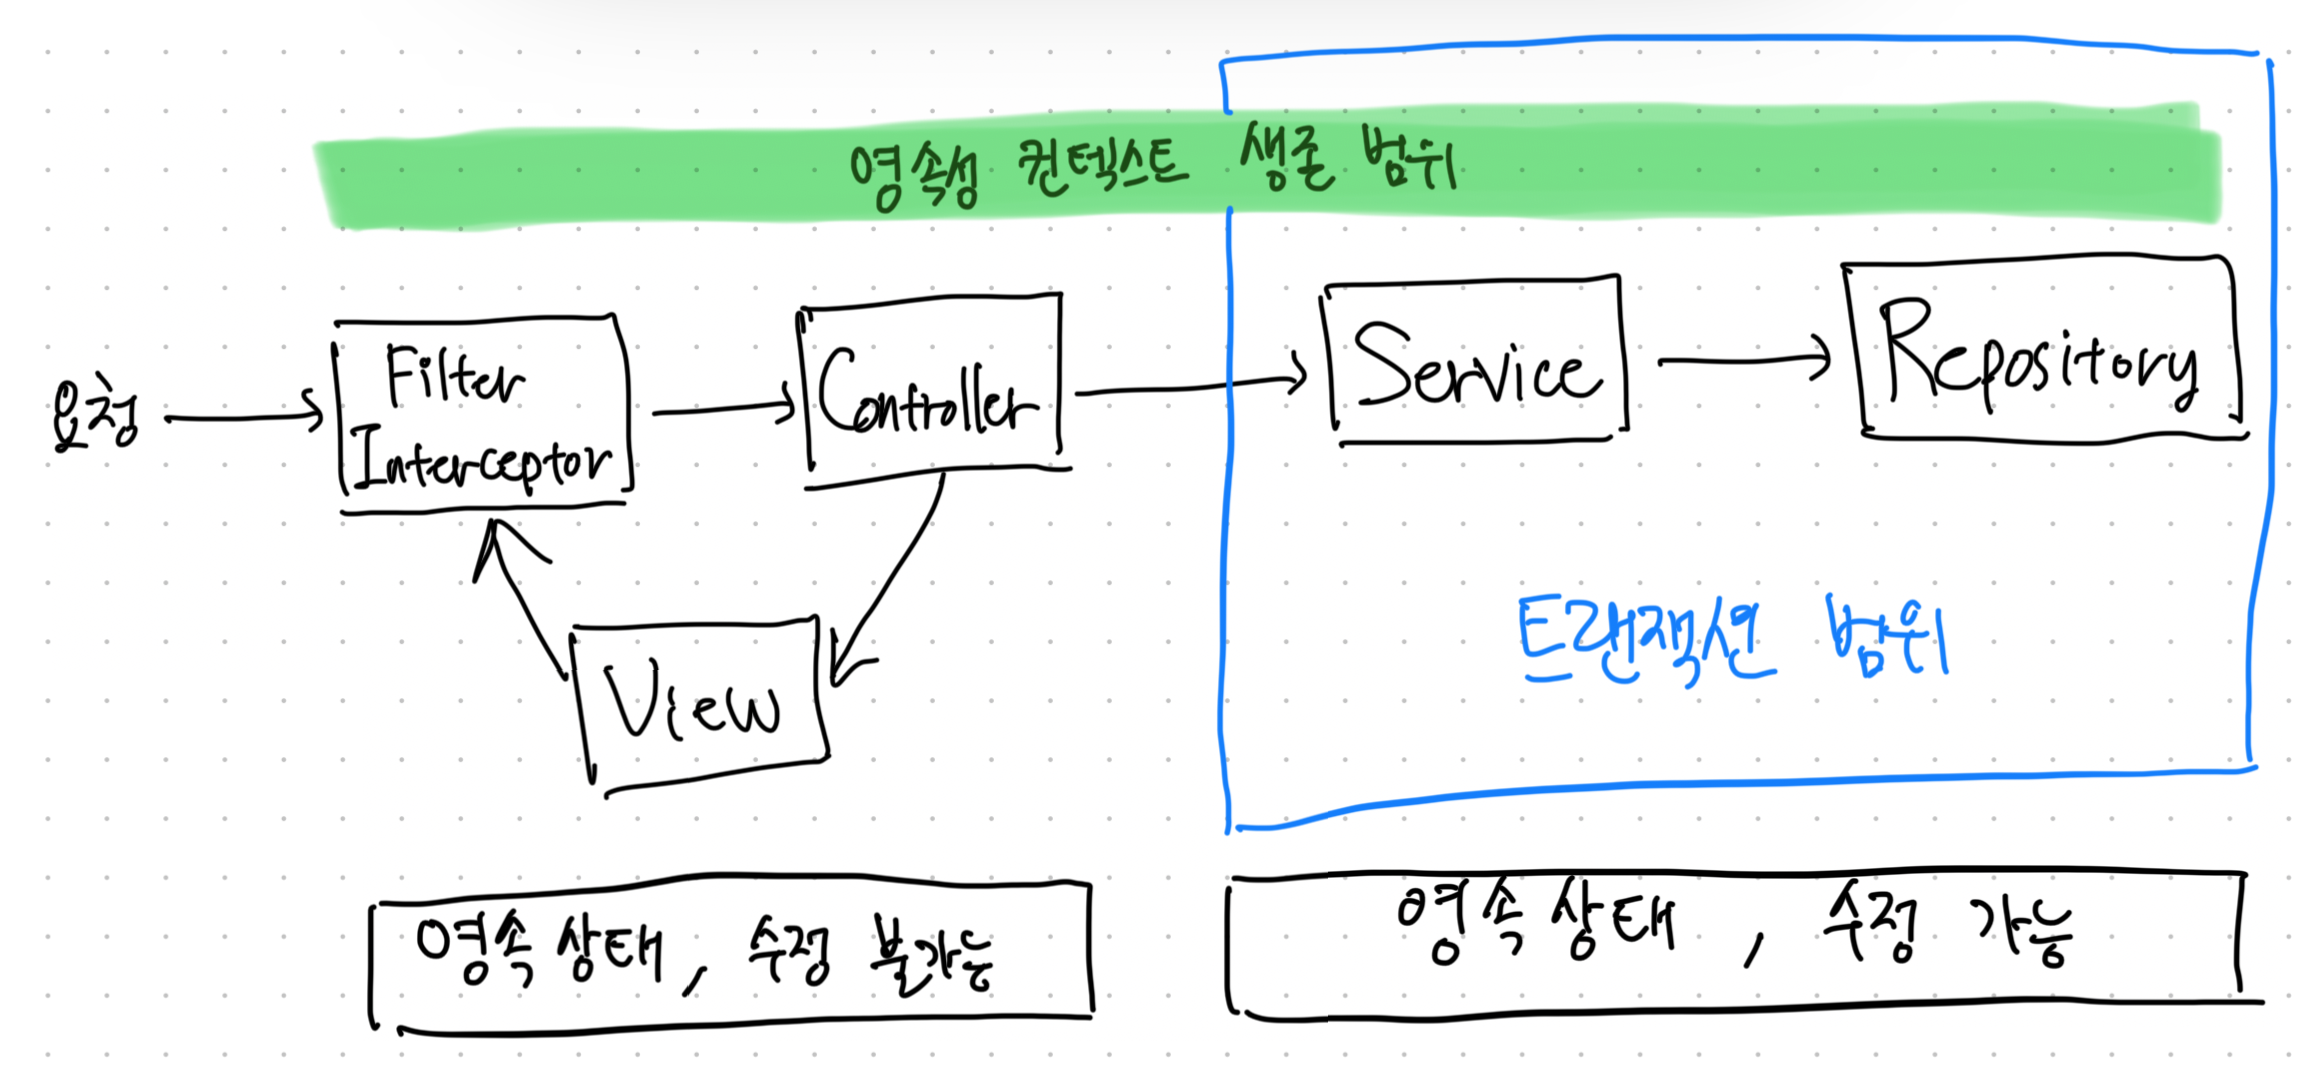 영속성 컨텍스트 생존 범위
요청
Filter
Interceptor
Controller
Service
Repository
View
트랜잭션 범위
영속 상태, 수정 불가능
영속 상태, 수정 가능